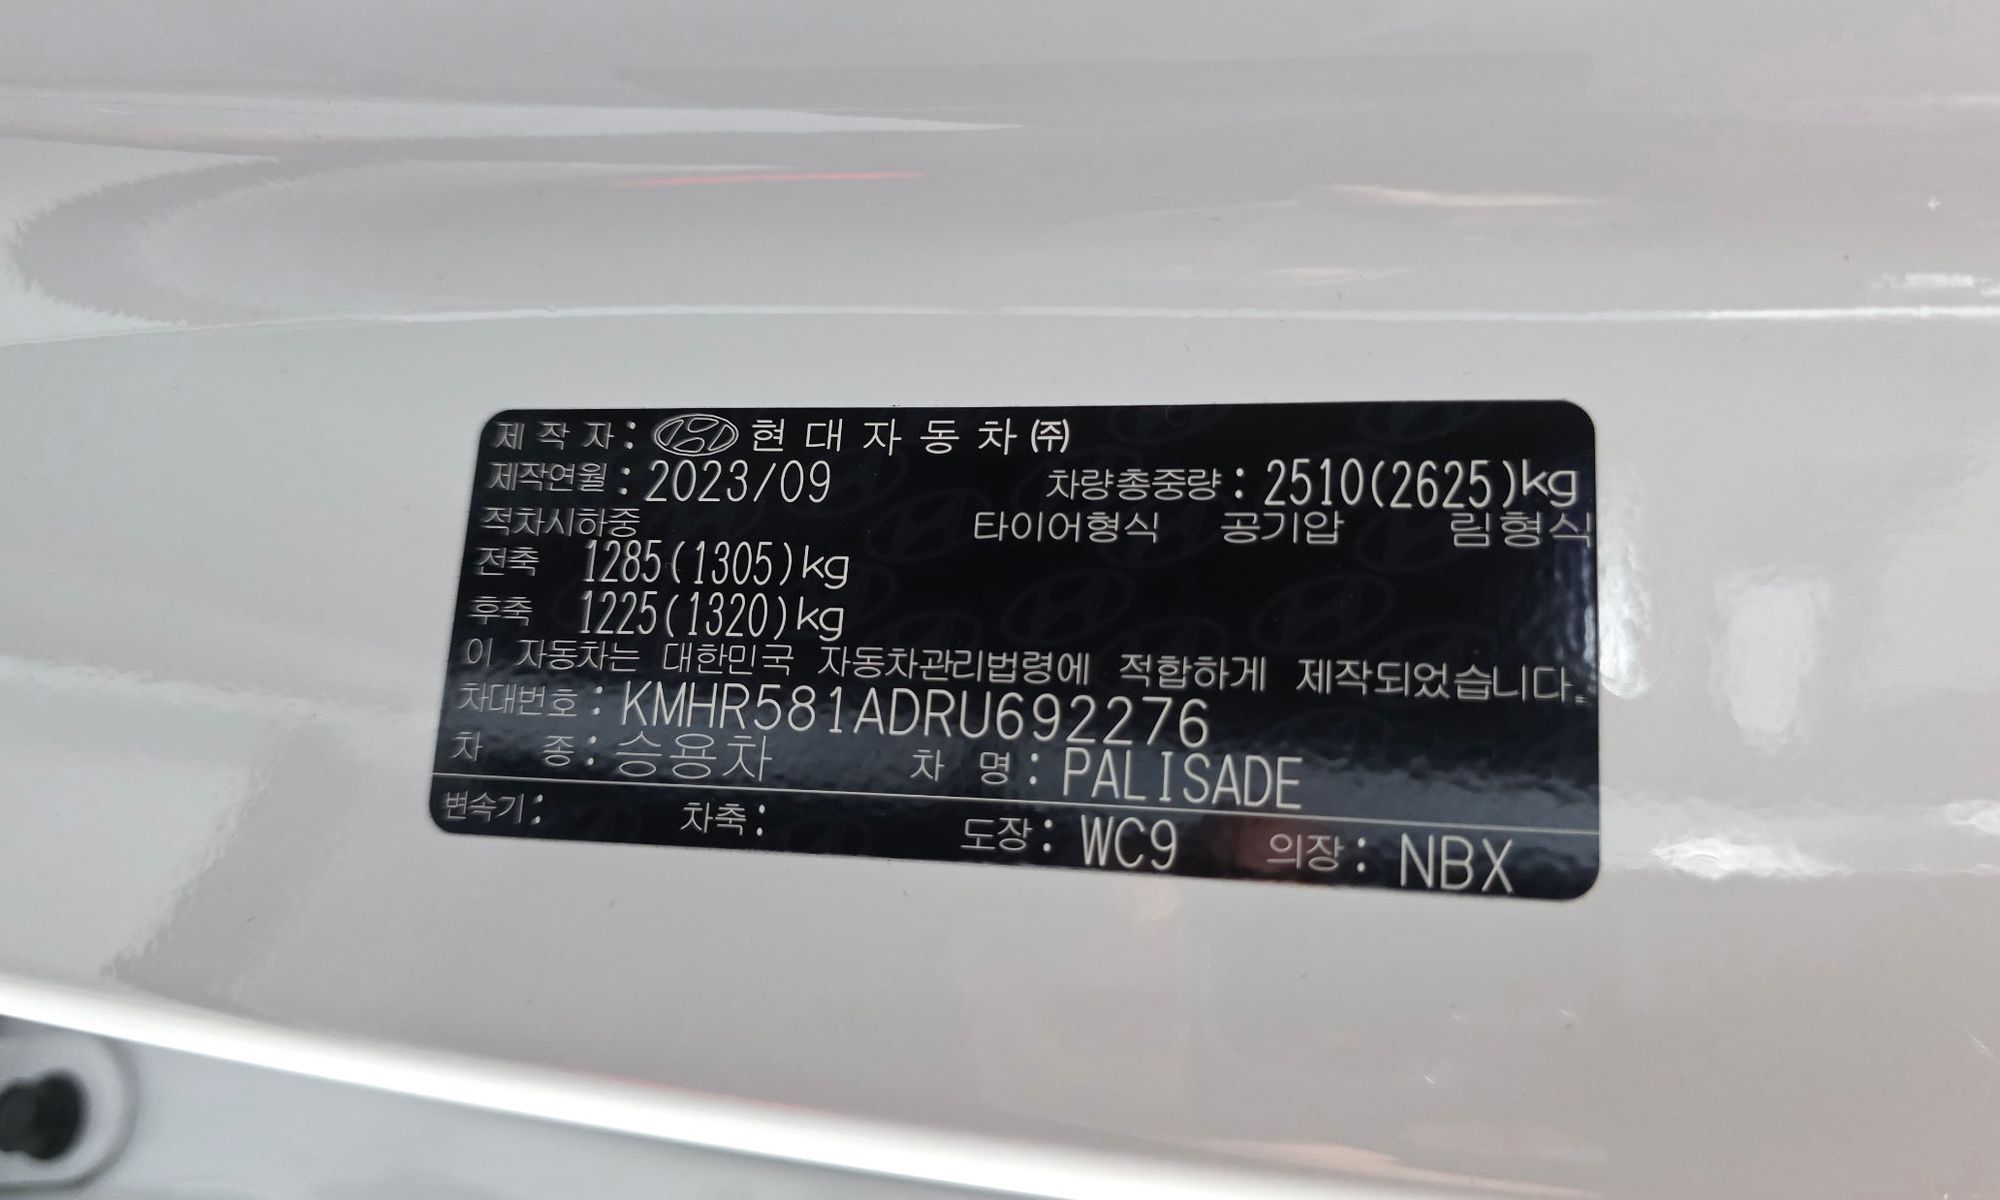 제 작 자 : 현 대 자 동 차 ㈜
제작연월 : 2023/09 차량총중량 : 2510(2625)kg
적차시하중 타이어형식 공기압 림형식
전축 1285(1305)kg
후축 1225(1320)kg
이 자동차는 대한민국 자동차관리법령에 적합하게 제작되었습니다.
차대번호 : KMHR581ADRU692276
차 종 : 승용차 차 명 : PALISADE
변속기 : 차축 : 도장 : WC9 의장 : NBX